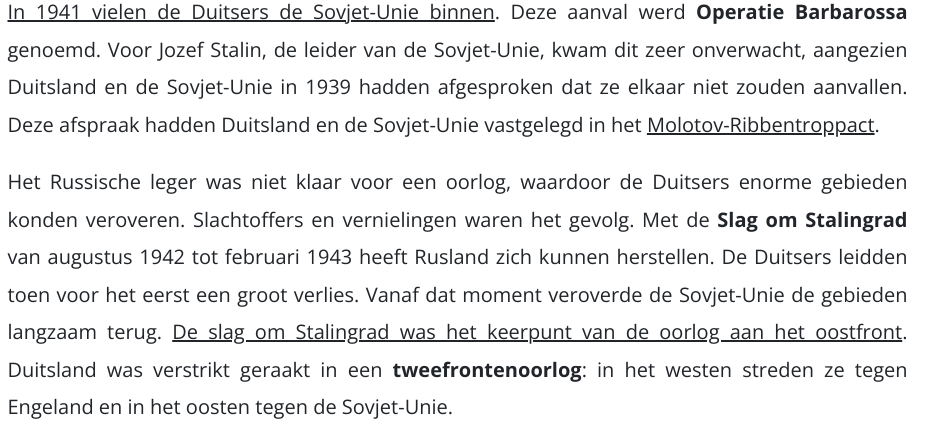 In 1941 vielen de Duitsers de Sovjet-Unie binnen. Deze aanval werd Operatie Barbarossa
genoemd. Voor Jozef Stalin, de leider van de Sovjet-Unie, kwam dit zeer onverwacht, aangezien
Duitsland en de Sovjet-Unie in 1939 hadden afgesproken dat ze elkaar niet zouden aanvallen.
Deze afspraak hadden Duitsland en de Sovjet-Unie vastgelegd in het Molotov-Ribbentroppact.
Het Russische leger was niet klaar voor een oorlog, waardoor de Duitsers enorme gebieden
konden veroveren. Slachtoffers en vernielingen waren het gevolg. Met de Slag om Stalingrad
van augustus 1942 tot februari 1943 heeft Rusland zich kunnen herstellen. De Duitsers leidden
toen voor het eerst een groot verlies. Vanaf dat moment veroverde de Sovjet-Unie de gebieden
langzaam terug. De slag om Stalingrad was het keerpunt van de oorlog aan het oostfront.
Duitsland was verstrikt geraakt in een tweefrontenoorlog: in het westen streden ze tegen
Engeland en in het oosten tegen de Sovjet-Unie.